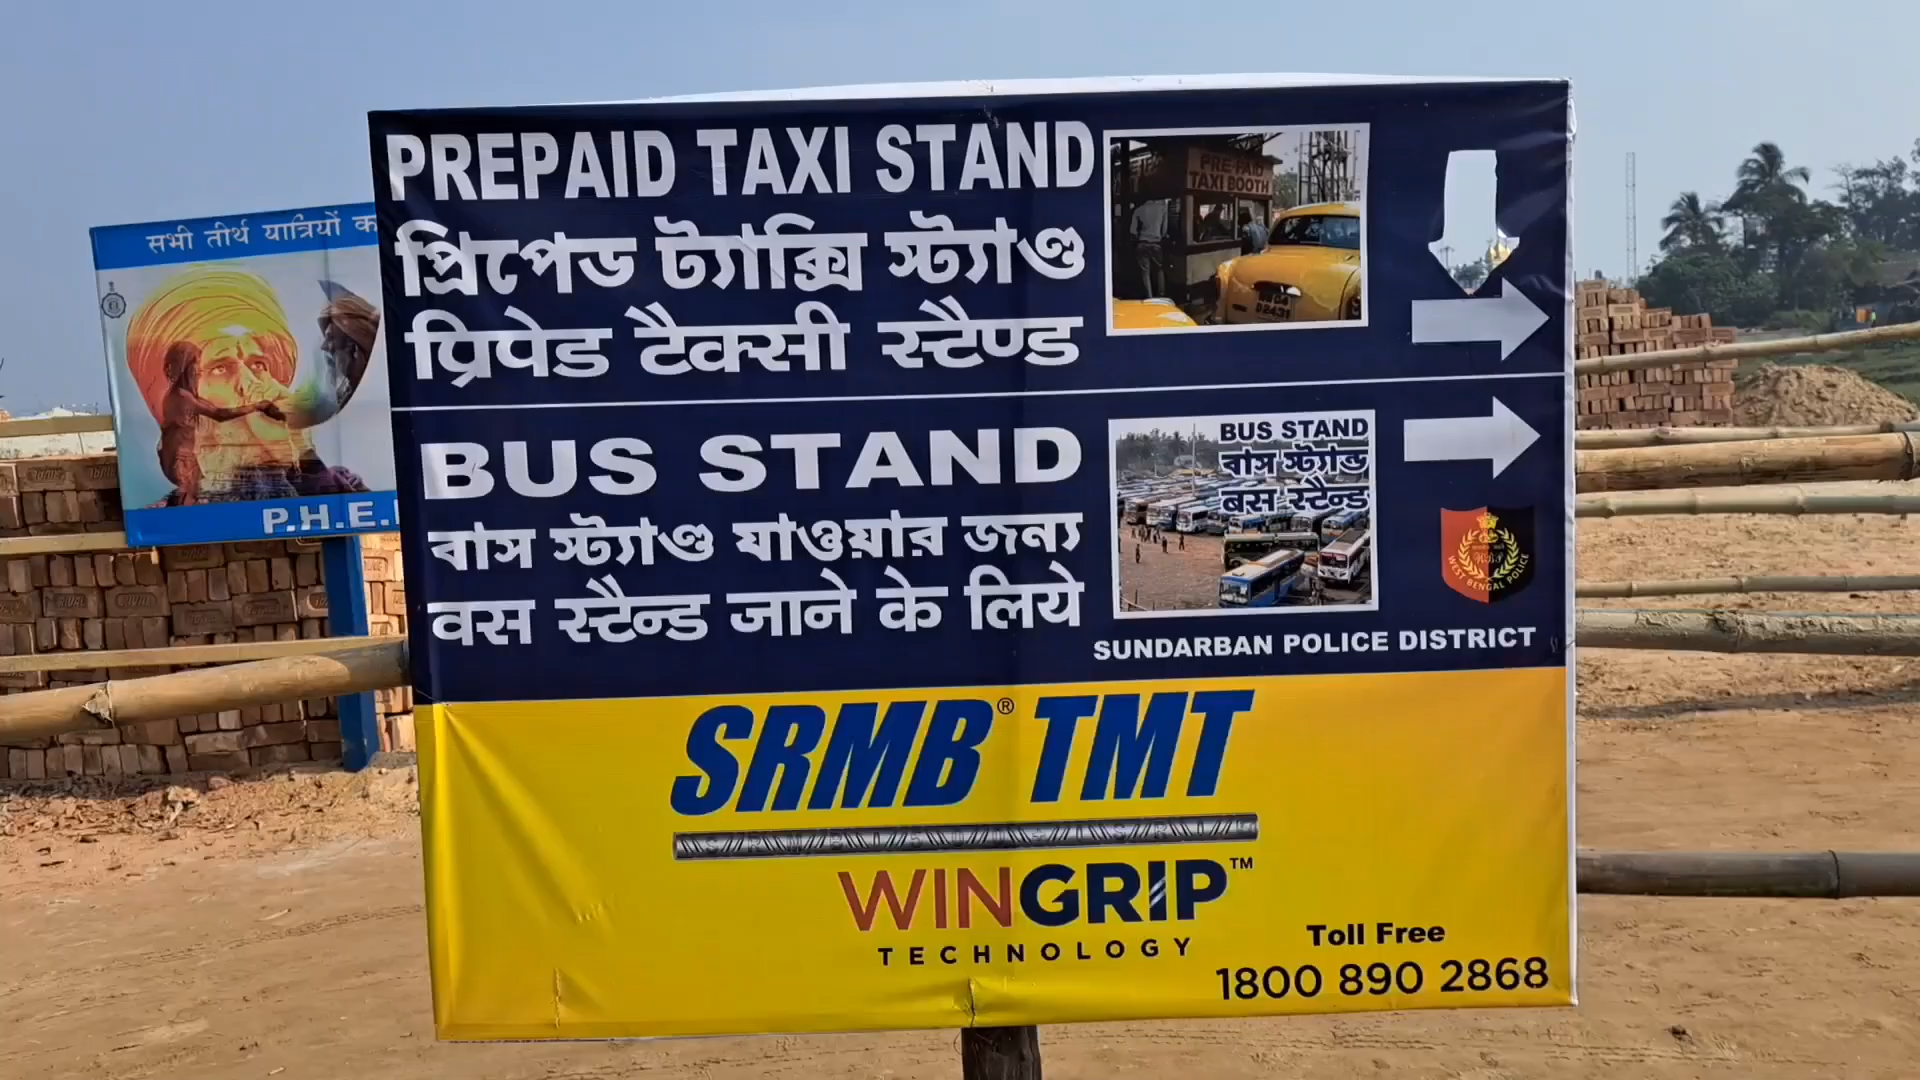 सभी तीर्थ यात्रियों
P.H.E.
PREPAID TAXI STAND
প্রিপেড ট্যাক্সি স্ট্যাণ্ড
प्रिपेड टैक्सी स्टैण्ड
PRE-PAID
TAXI BOOTH
BUS STAND
বাস স্ট্যাণ্ড যাওয়ার জন্য
वस स्टैन्ड जाने के लिये
BUS STAND
বাস স্ট্যান্ড
बस स्टैन्ड
WEST BENGAL POLICE
SUNDARBAN POLICE DISTRICT
SRMB® TMT
WINGRIP™
TECHNOLOGY
Toll Free
1800 890 2868